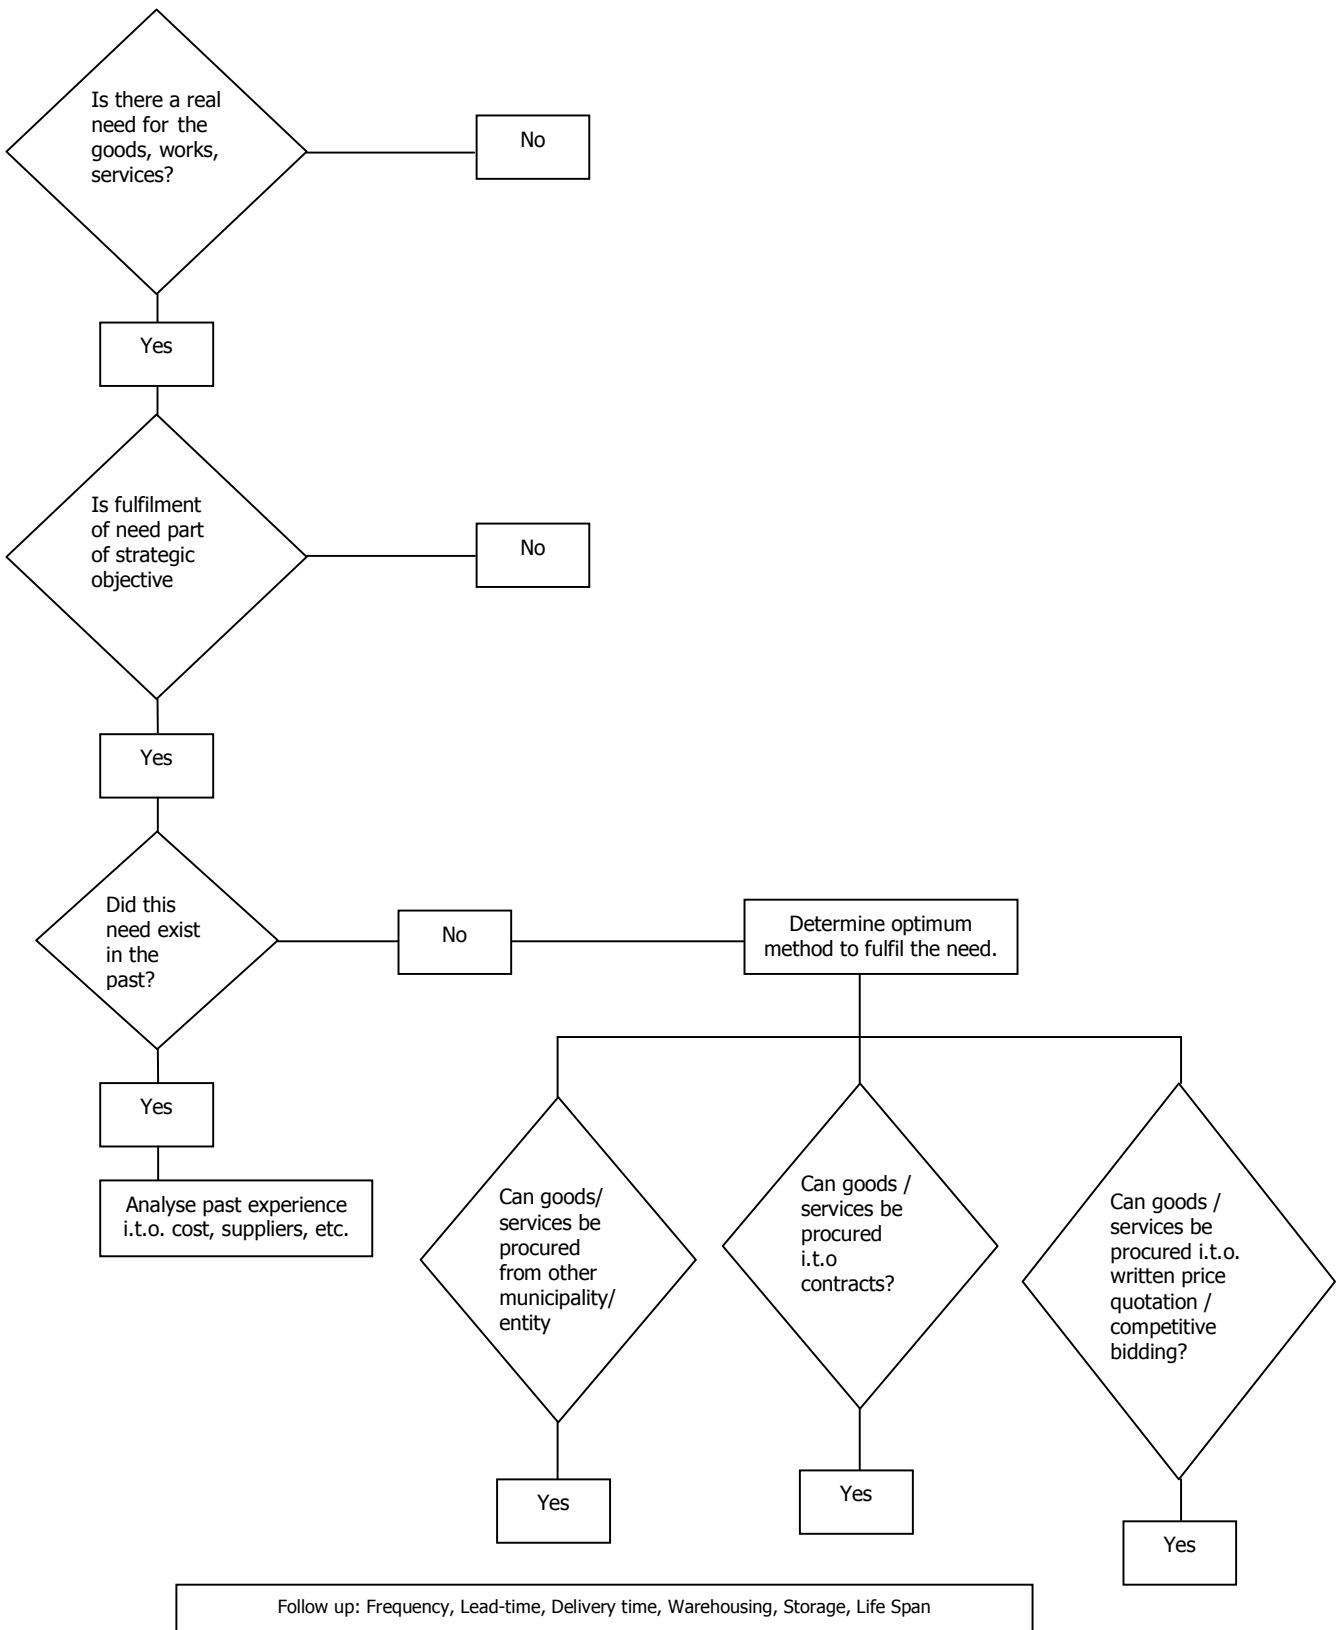 Is there a real
need for the
goods, works,
services?
No
Yes
Is fulfilment
of need part
of strategic
objective
No
Yes
Did this
need exist
in the
past?
No
Determine optimum
method to fulfil the need.
Yes
Analyse past experience
i.t.o. cost, suppliers, etc.
Can goods/
services be
procured
from other
municipality/
entity
Can goods /
services be
procured
i.t.o
contracts?
Can goods /
services be
procured i.t.o.
written price
quotation /
competitive
bidding?
Yes
Yes
Yes
Follow up: Frequency, Lead-time, Delivery time, Warehousing, Storage, Life Span